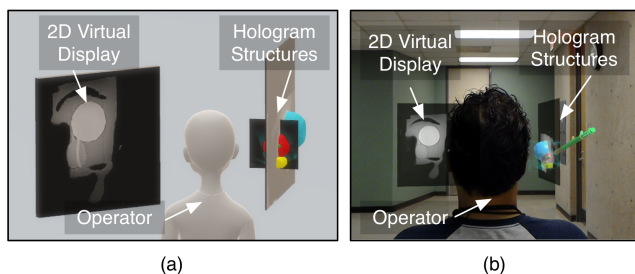 2D Virtual
Display
Hologram
Structures
Operator
(a)
2D Virtual
Display
Hologram
Structures
Operator
(b)